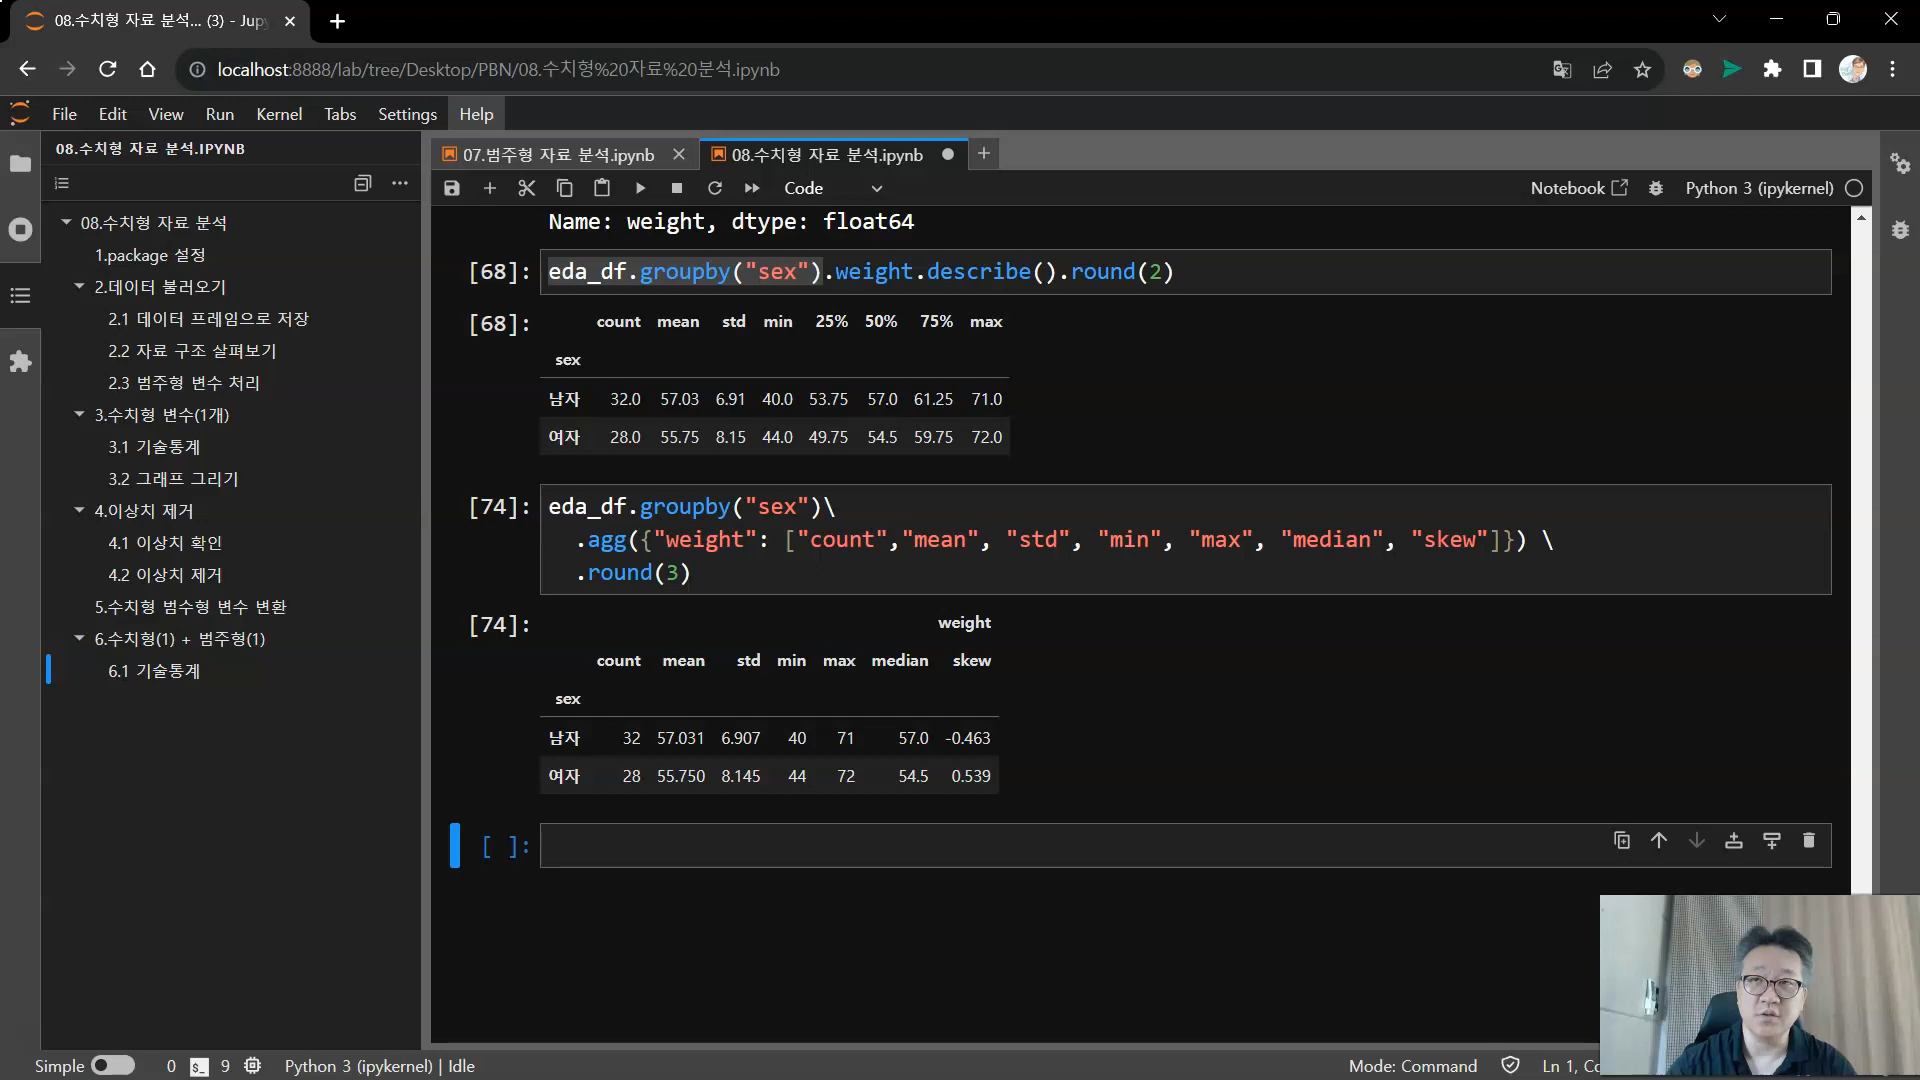 08.수치형 자료 분석... (3) - Jup
localhost:8888/lab/tree/Desktop/PBN/08.수치형%20자료%20분석.ipynb
File Edit View Run Kernel Tabs Settings Help
08.수치형 자료 분석.IPYNB
08.수치형 자료 분석
1.package 설정
2.데이터 불러오기
2.1 데이터 프레임으로 저장
2.2 자료 구조 살펴보기
2.3 범주형 변수 처리
3.수치형 변수(1개)
3.1 기술통계
3.2 그래프 그리기
4.이상치 제거
4.1 이상치 확인
4.2 이상치 제거
5.수치형 범수형 변수 변환
6.수치형(1) + 범주형(1)
6.1 기술통계
07.범주형 자료 분석.ipynb 08.수치형 자료 분석.ipynb
Code Notebook Python 3 (ipykernel)
Name: weight, dtype: float64
[68]: eda_df.groupby("sex").weight.describe().round(2)
[68]: count mean std min 25% 50% 75% max
sex
남자 32.0 57.03 6.91 40.0 53.75 57.0 61.25 71.0
여자 28.0 55.75 8.15 44.0 49.75 54.5 59.75 72.0
[74]: eda_df.groupby("sex")\
.agg({"weight": ["count","mean", "std", "min", "max", "median", "skew"]}) \
.round(3)
[74]: weight
count mean std min max median skew
sex
남자 32 57.031 6.907 40 71 57.0 -0.463
여자 28 55.750 8.145 44 72 54.5 0.539
[ ]:
Simple 0 $_ 9 Python 3 (ipykernel) | Idle Mode: Command Ln 1, Co